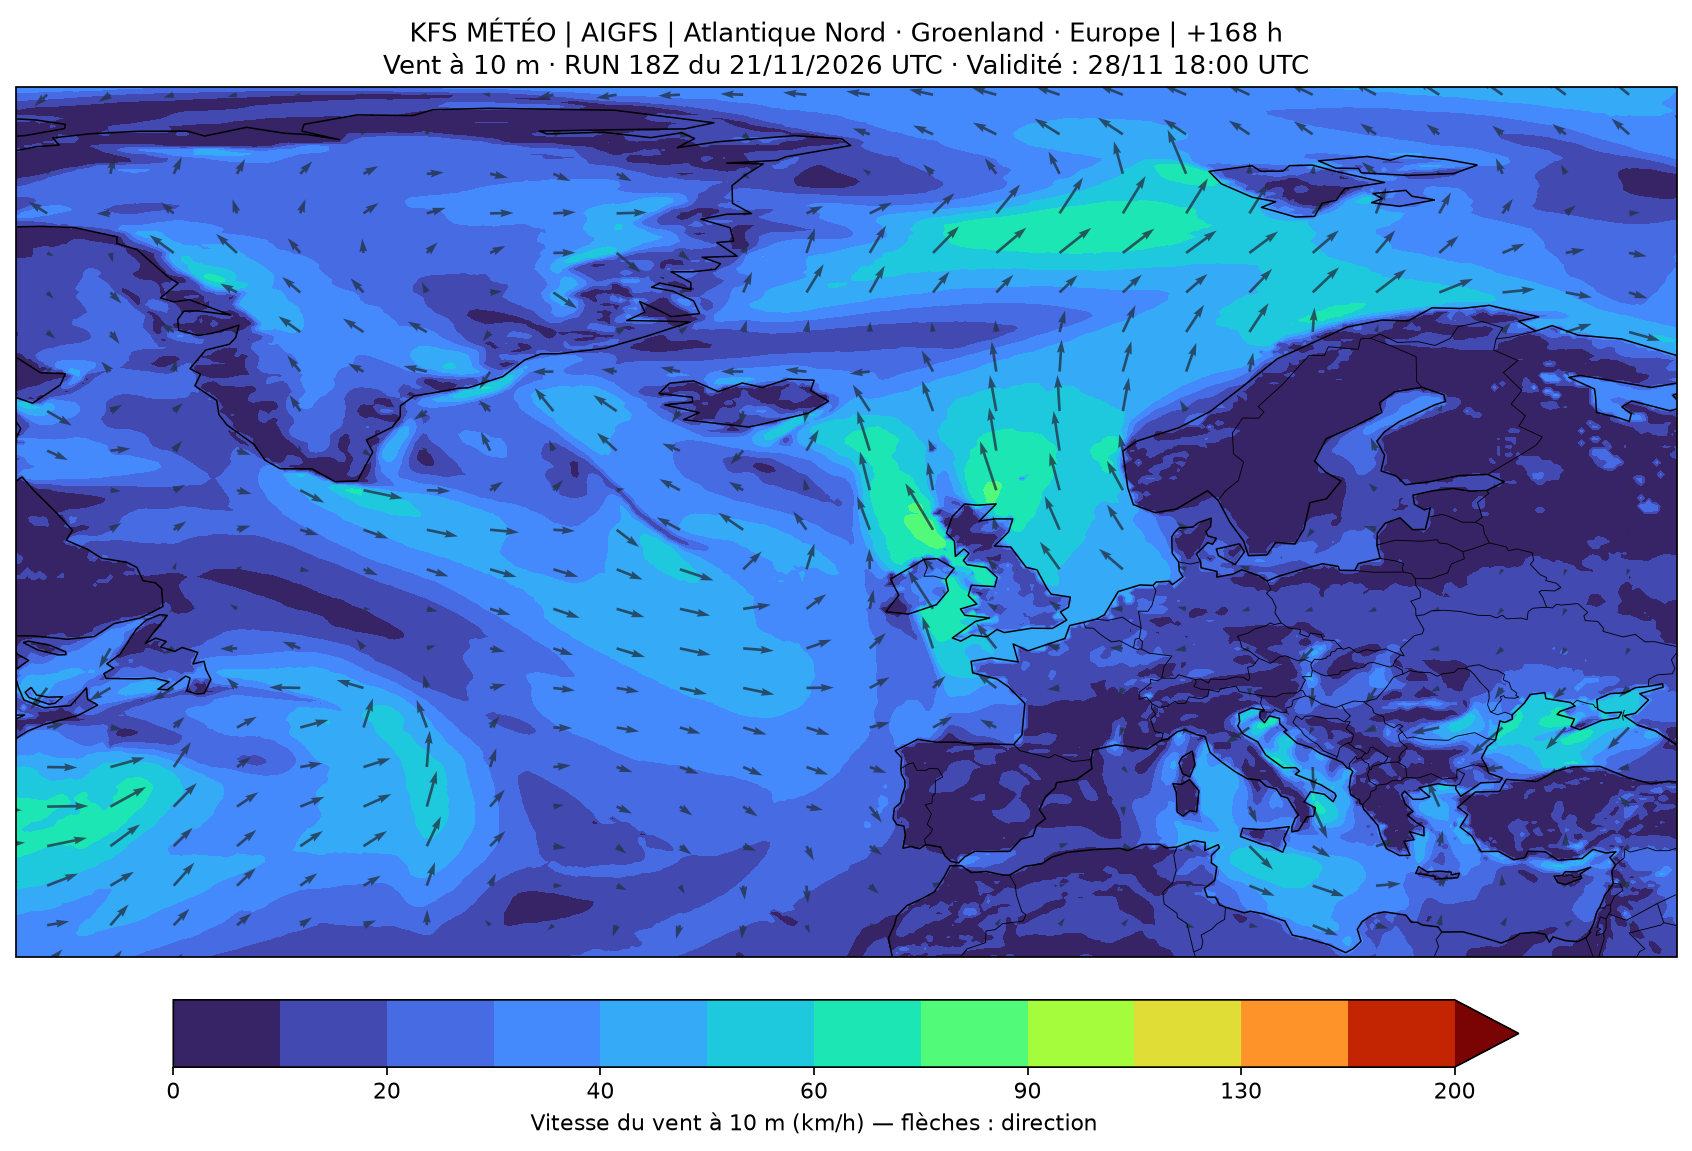 KFS MÉTÉO | AIGFS | Atlantique Nord · Groenland · Europe | +168 h
Vent à 10 m · RUN 18Z du 21/11/2026 UTC · Validité : 28/11 18:00 UTC
0 20 40 60 90 130 200
Vitesse du vent à 10 m (km/h) — flèches : direction